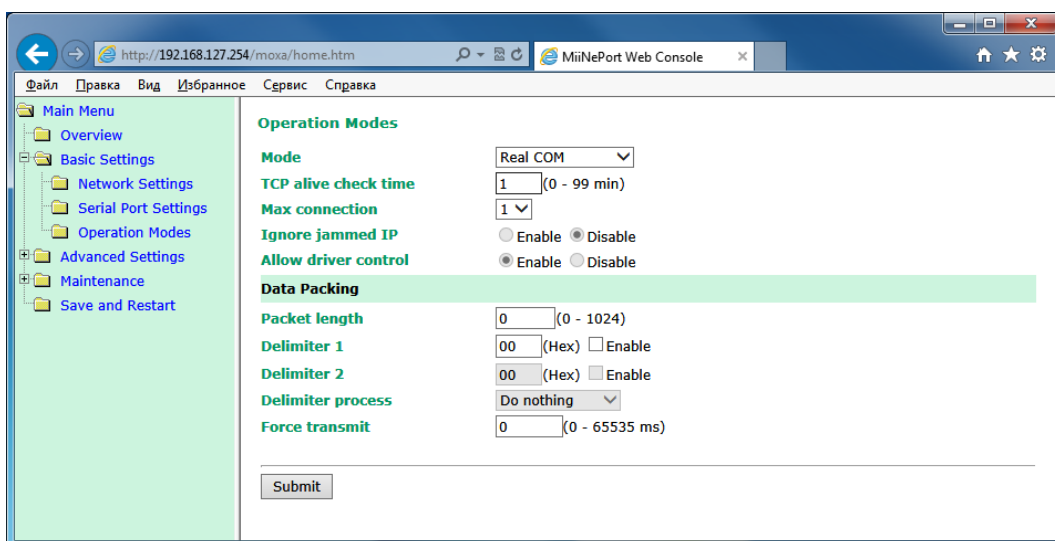 http://192.168.127.254/moxa/home.htm
MiiNePort Web Console
Файл Правка Вид Избранное Сервис Справка
Main Menu
Overview
Basic Settings
Network Settings
Serial Port Settings
Operation Modes
Advanced Settings
Maintenance
Save and Restart
Operation Modes
Mode Real COM
TCP alive check time 1 (0 - 99 min)
Max connection 1
Ignore jammed IP Enable Disable
Allow driver control Enable Disable
Data Packing
Packet length 0 (0 - 1024)
Delimiter 1 00 (Hex) Enable
Delimiter 2 00 (Hex) Enable
Delimiter process Do nothing
Force transmit 0 (0 - 65535 ms)
Submit